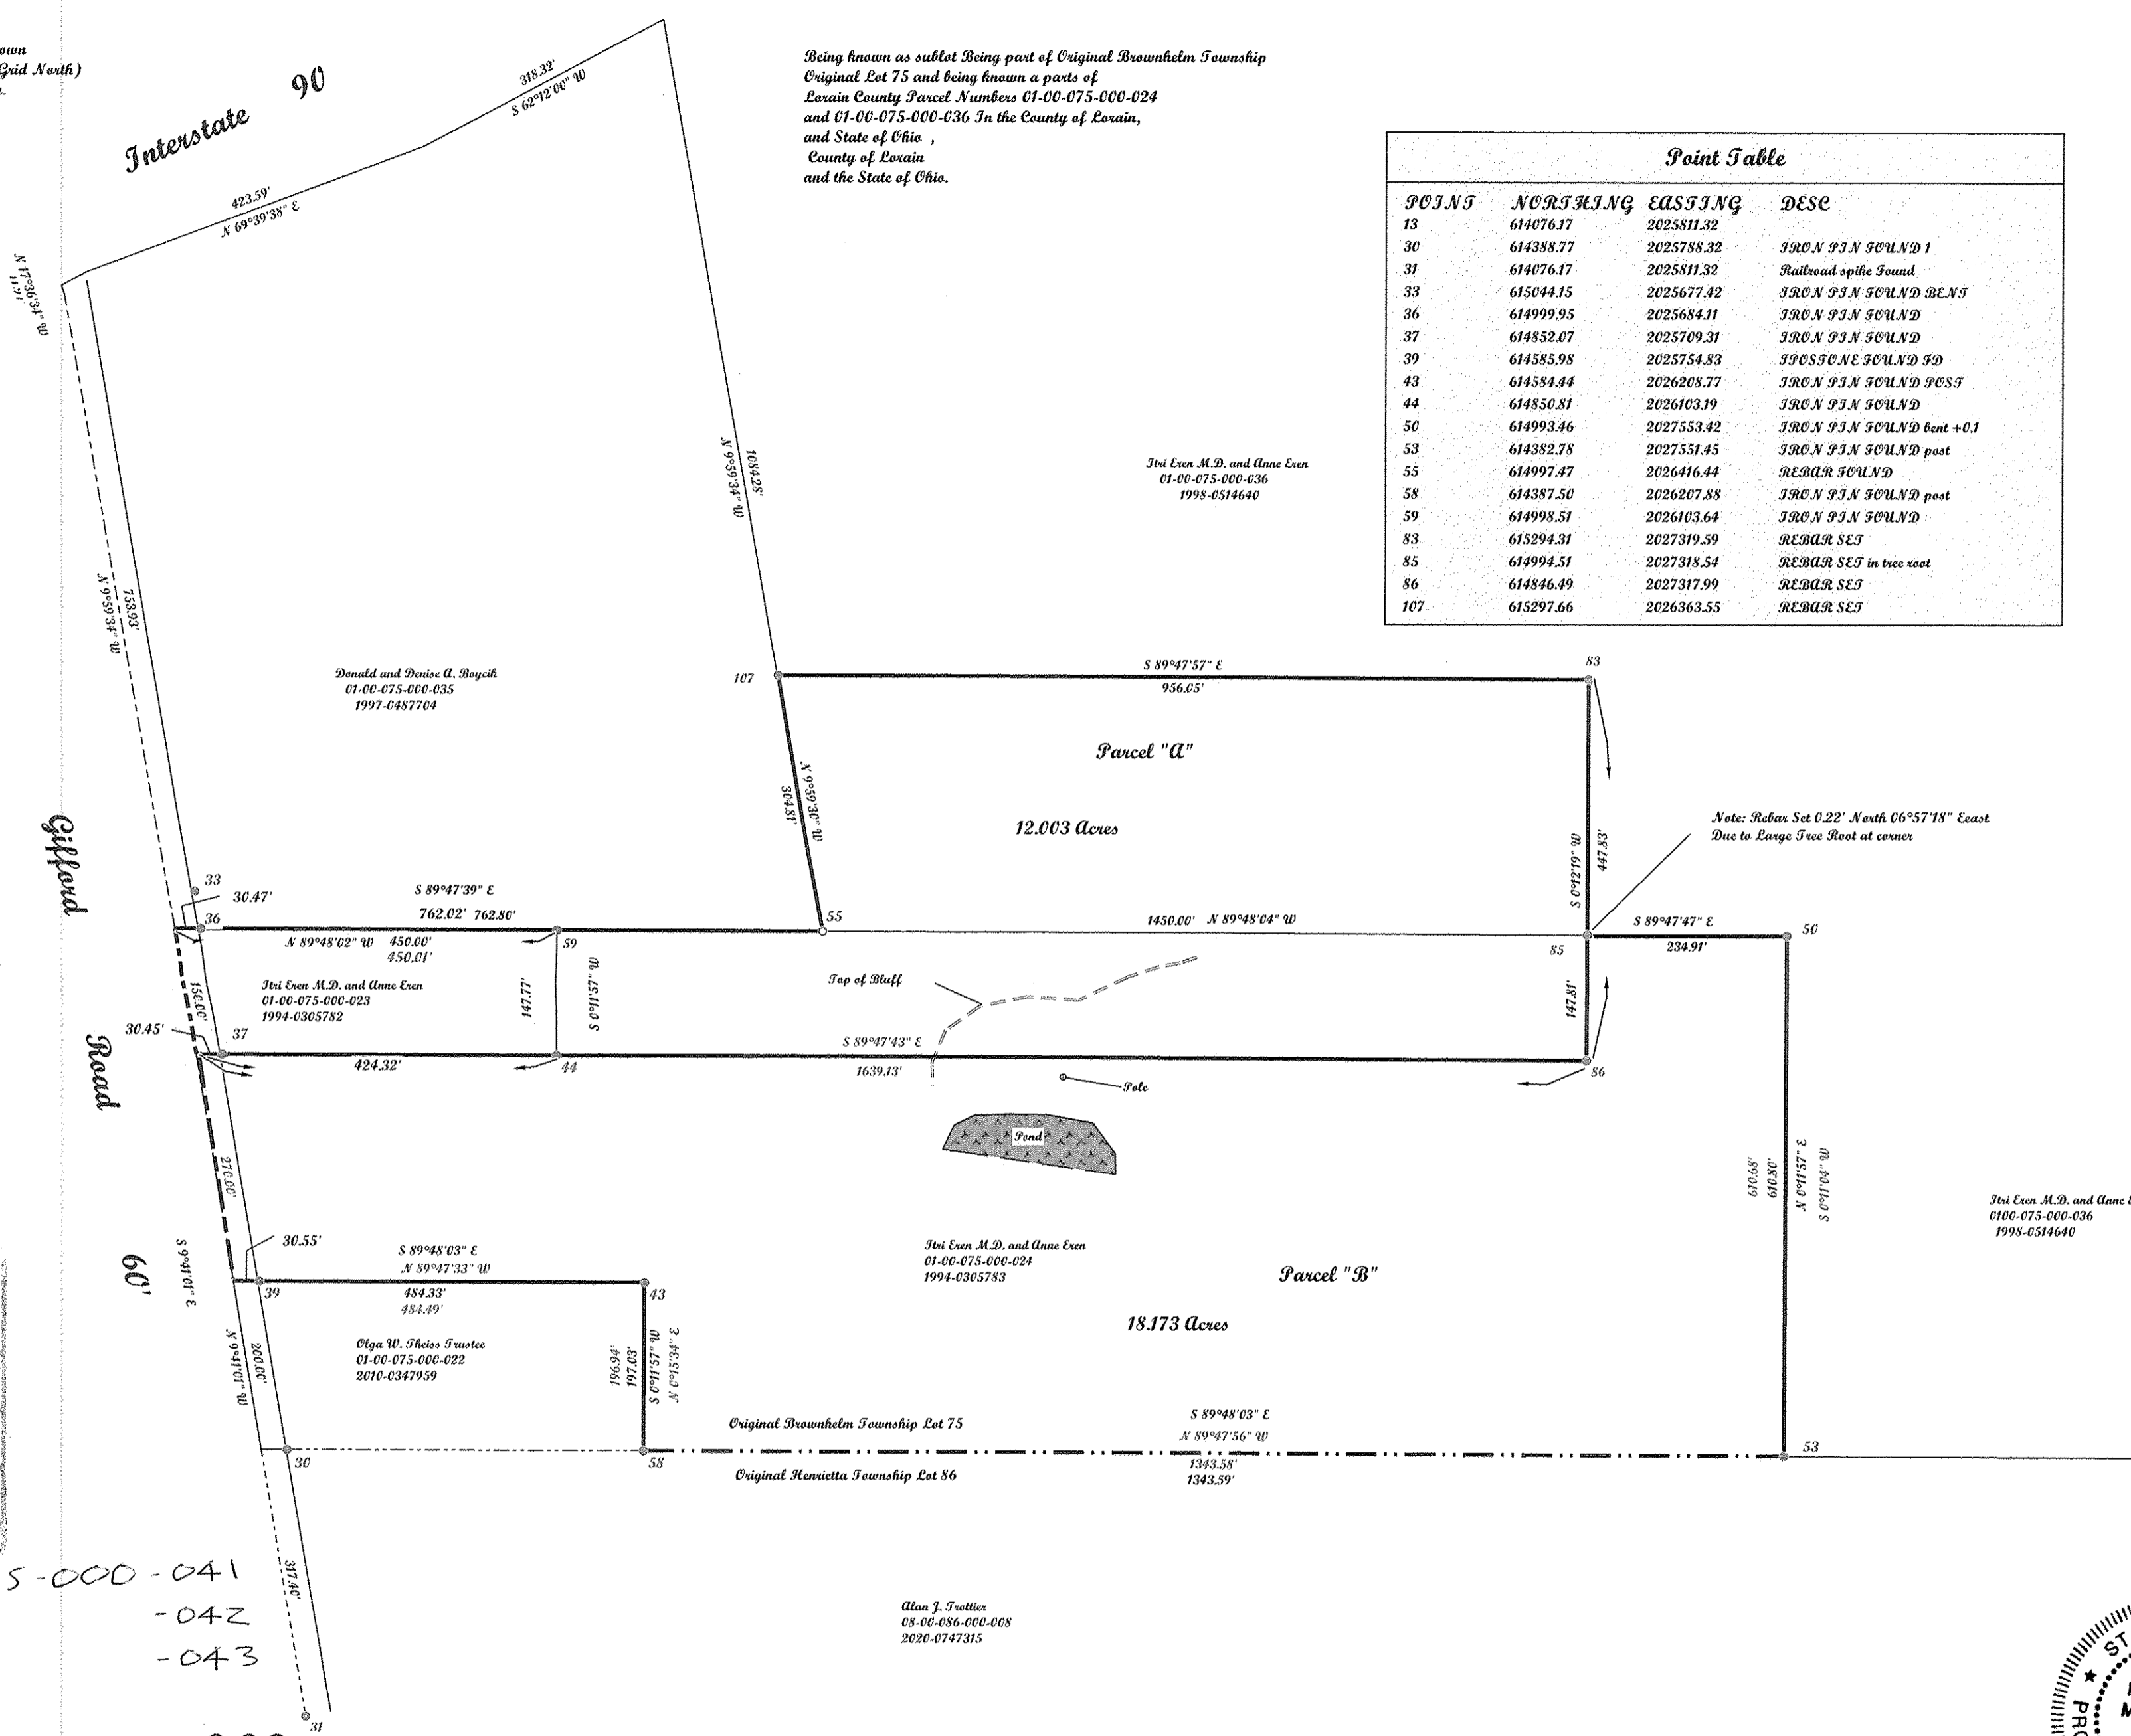 own
Grid North)
Interstate 90
318.32'
S 62°12'00" W
423.59'
N 69°39'38" E
N 17°36'34" W
Being known as sublot Being part of Original Brownhelm Township
Original Lot 75 and being known a parts of
Lorain County Parcel Numbers 01-00-075-000-024
and 01-00-075-000-036 In the County of Lorain,
and State of Ohio ,
County of Lorain
and the State of Ohio.
Point Table
POINT NORTHING EASTING DESC
13 614076.17 2025811.32
30 614388.77 2025788.32 IRON PIN FOUND 1
31 614076.17 2025811.32 Railroad spike Found
33 615044.15 2025677.42 IRON PIN FOUND BENT
36 614999.95 2025684.11 IRON PIN FOUND
37 614852.07 2025709.31 IRON PIN FOUND
39 614585.98 2025754.83 IPOSTONE FOUND FD
43 614584.44 2026208.77 IRON PIN FOUND POST
44 614850.81 2026103.19 IRON PIN FOUND
50 614993.46 2027553.42 IRON PIN FOUND bent +0.1
53 614382.78 2027551.45 IRON PIN FOUND post
55 614997.47 2026416.44 REBAR FOUND
58 614387.50 2026207.88 IRON PIN FOUND post
59 614998.51 2026103.64 IRON PIN FOUND
83 615294.31 2027319.59 REBAR SET
85 614994.51 2027318.54 REBAR SET in tree root
86 614846.49 2027317.99 REBAR SET
107 615297.66 2026363.55 REBAR SET
1084.28'
N 9°59'34" W
Itri Eren M.D. and Anne Eren
01-00-075-000-036
1998-0514640
753.93'
N 9°59'34" W
Donald and Denise A. Boycik
01-00-075-000-035
1997-0487704
107
S 89°47'57" E
956.05'
83
Parcel "A"
12.003 Acres
N 9°59'30" W
304.81'
S 0°12'19" W
447.83'
Note: Rebar Set 0.22' North 06°57'18" Eeast
Due to Large Tree Root at corner
Gifford Road 60'
33
30.47'
36
S 89°47'39" E
762.02' 762.80'
N 89°48'02" W 450.00'
450.01'
59
55
1450.00' N 89°48'04" W
85
S 89°47'47" E
234.91'
50
Itri Eren M.D. and Anne Eren
01-00-075-000-023
1994-0305782
150.00'
147.77'
S 0°11'57" W
Top of Bluff
147.81'
30.45'
37
424.32'
44
S 89°47'43" E
1639.13'
86
Pole
Pond
270.00'
S 9°41'01" E
610.68'
610.80'
N 0°11'57" E
S 0°11'04" W
Itri Eren M.D. and Anne
0100-075-000-036
1998-0514640
30.55'
39
S 89°48'03" E
N 89°47'33" W
484.33'
484.49'
43
Itri Eren M.D. and Anne Eren
01-00-075-000-024
1994-0305783
Parcel "B"
18.173 Acres
Olga W. Theiss Trustee
01-00-075-000-022
2010-0347959
200.00'
N 9°41'01" W
196.94'
197.03'
S 0°11'57" W
N 0°15'34" E
Original Brownhelm Township Lot 75
S 89°48'03" E
N 89°47'56" W
1343.58'
1343.59'
53
30
58
Original Henrietta Township Lot 86
317.40'
31
5-000-041
-042
-043
Alan J. Trottier
08-00-086-000-008
2020-0747315
ST
PRO